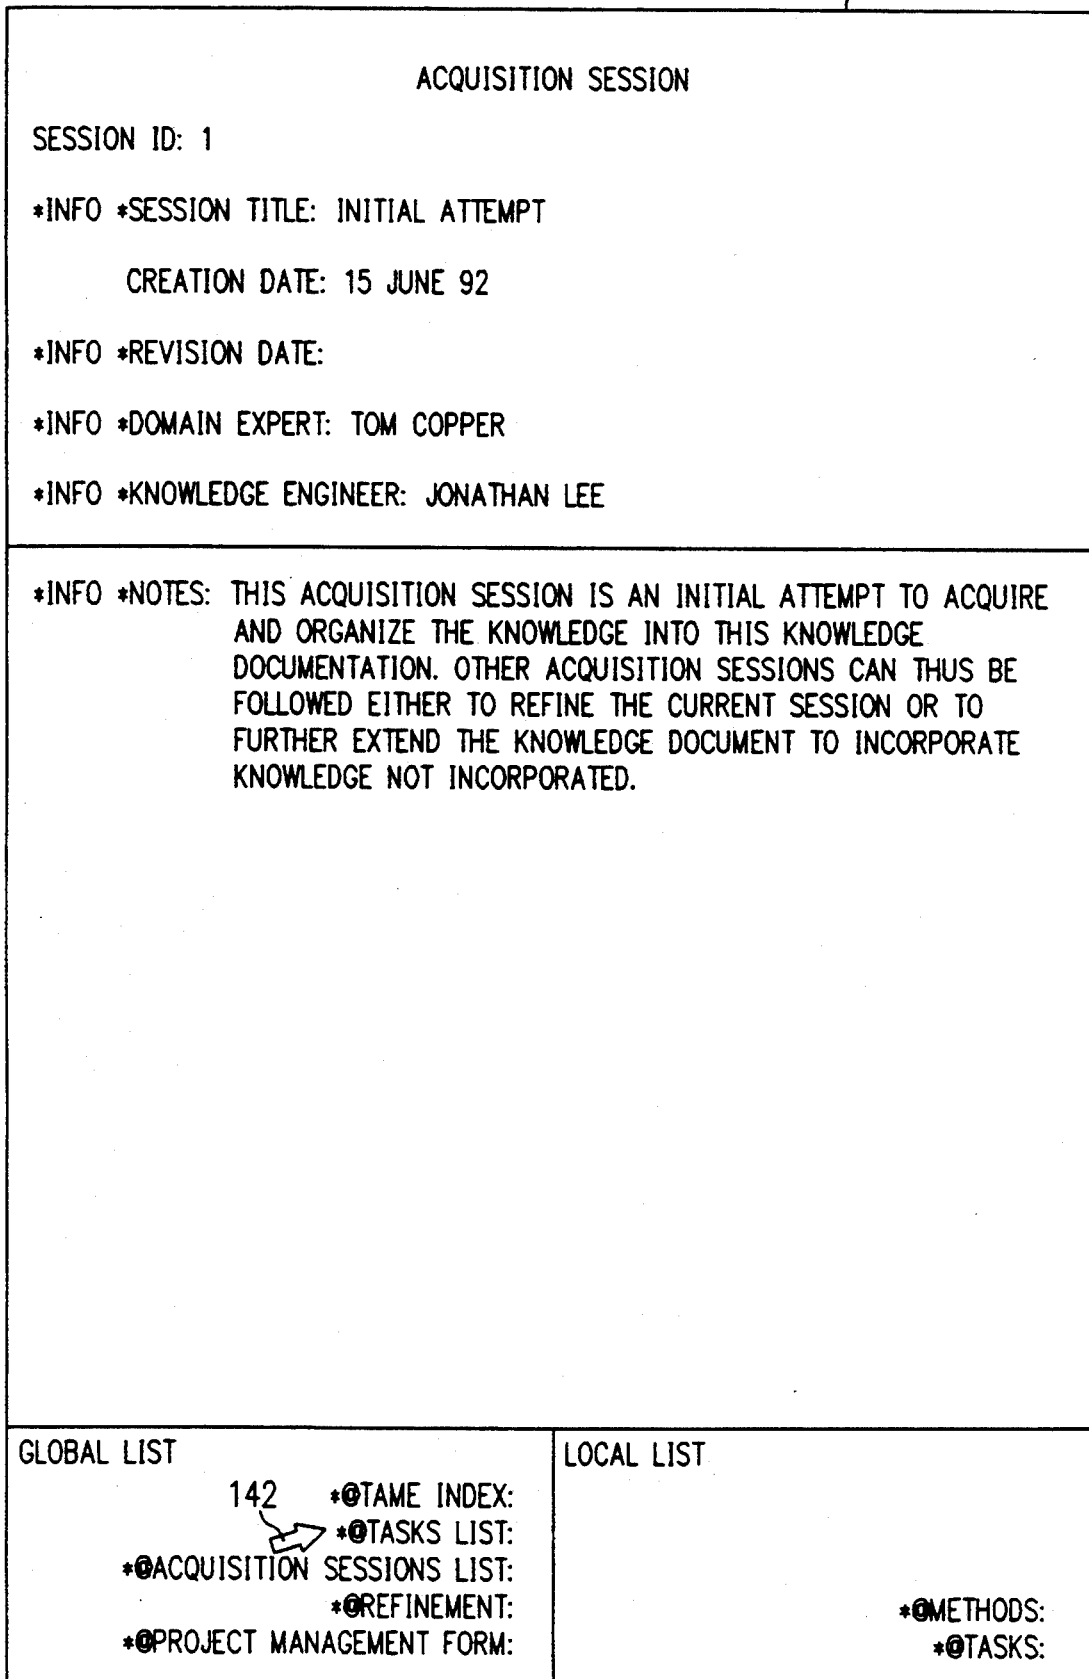 ACQUISITION SESSION
SESSION ID: 1
*INFO *SESSION TITLE: INITIAL ATTEMPT
CREATION DATE: 15 JUNE 92
*INFO *REVISION DATE:
*INFO *DOMAIN EXPERT: TOM COPPER
*INFO *KNOWLEDGE ENGINEER: JONATHAN LEE
*INFO *NOTES: THIS ACQUISITION SESSION IS AN INITIAL ATTEMPT TO ACQUIRE
AND ORGANIZE THE KNOWLEDGE INTO THIS KNOWLEDGE
DOCUMENTATION. OTHER ACQUISITION SESSIONS CAN THUS BE
FOLLOWED EITHER TO REFINE THE CURRENT SESSION OR TO
FURTHER EXTEND THE KNOWLEDGE DOCUMENT TO INCORPORATE
KNOWLEDGE NOT INCORPORATED.
GLOBAL LIST
142 *@TAME INDEX:
*@TASKS LIST:
*@ACQUISITION SESSIONS LIST:
*@REFINEMENT:
*@PROJECT MANAGEMENT FORM:
LOCAL LIST
*@METHODS:
*@TASKS: